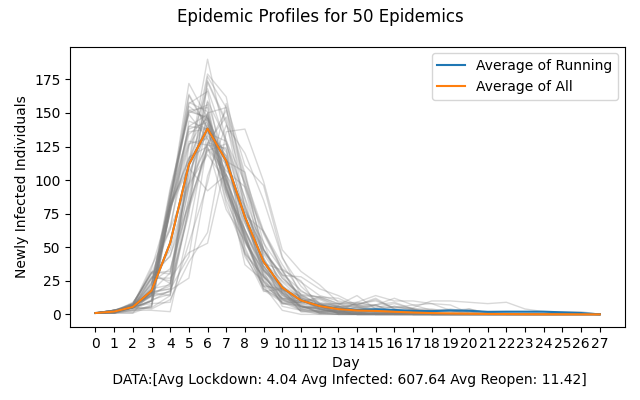 Epidemic Profiles for 50 Epidemics
Average of Running
Average of All
Newly Infected Individuals
175
150
125
100
75
50
25
0
0 1 2 3 4 5 6 7 8 9 10 11 12 13 14 15 16 17 18 19 20 21 22 23 24 25 26 27
Day
DATA:[Avg Lockdown: 4.04 Avg Infected: 607.64 Avg Reopen: 11.42]